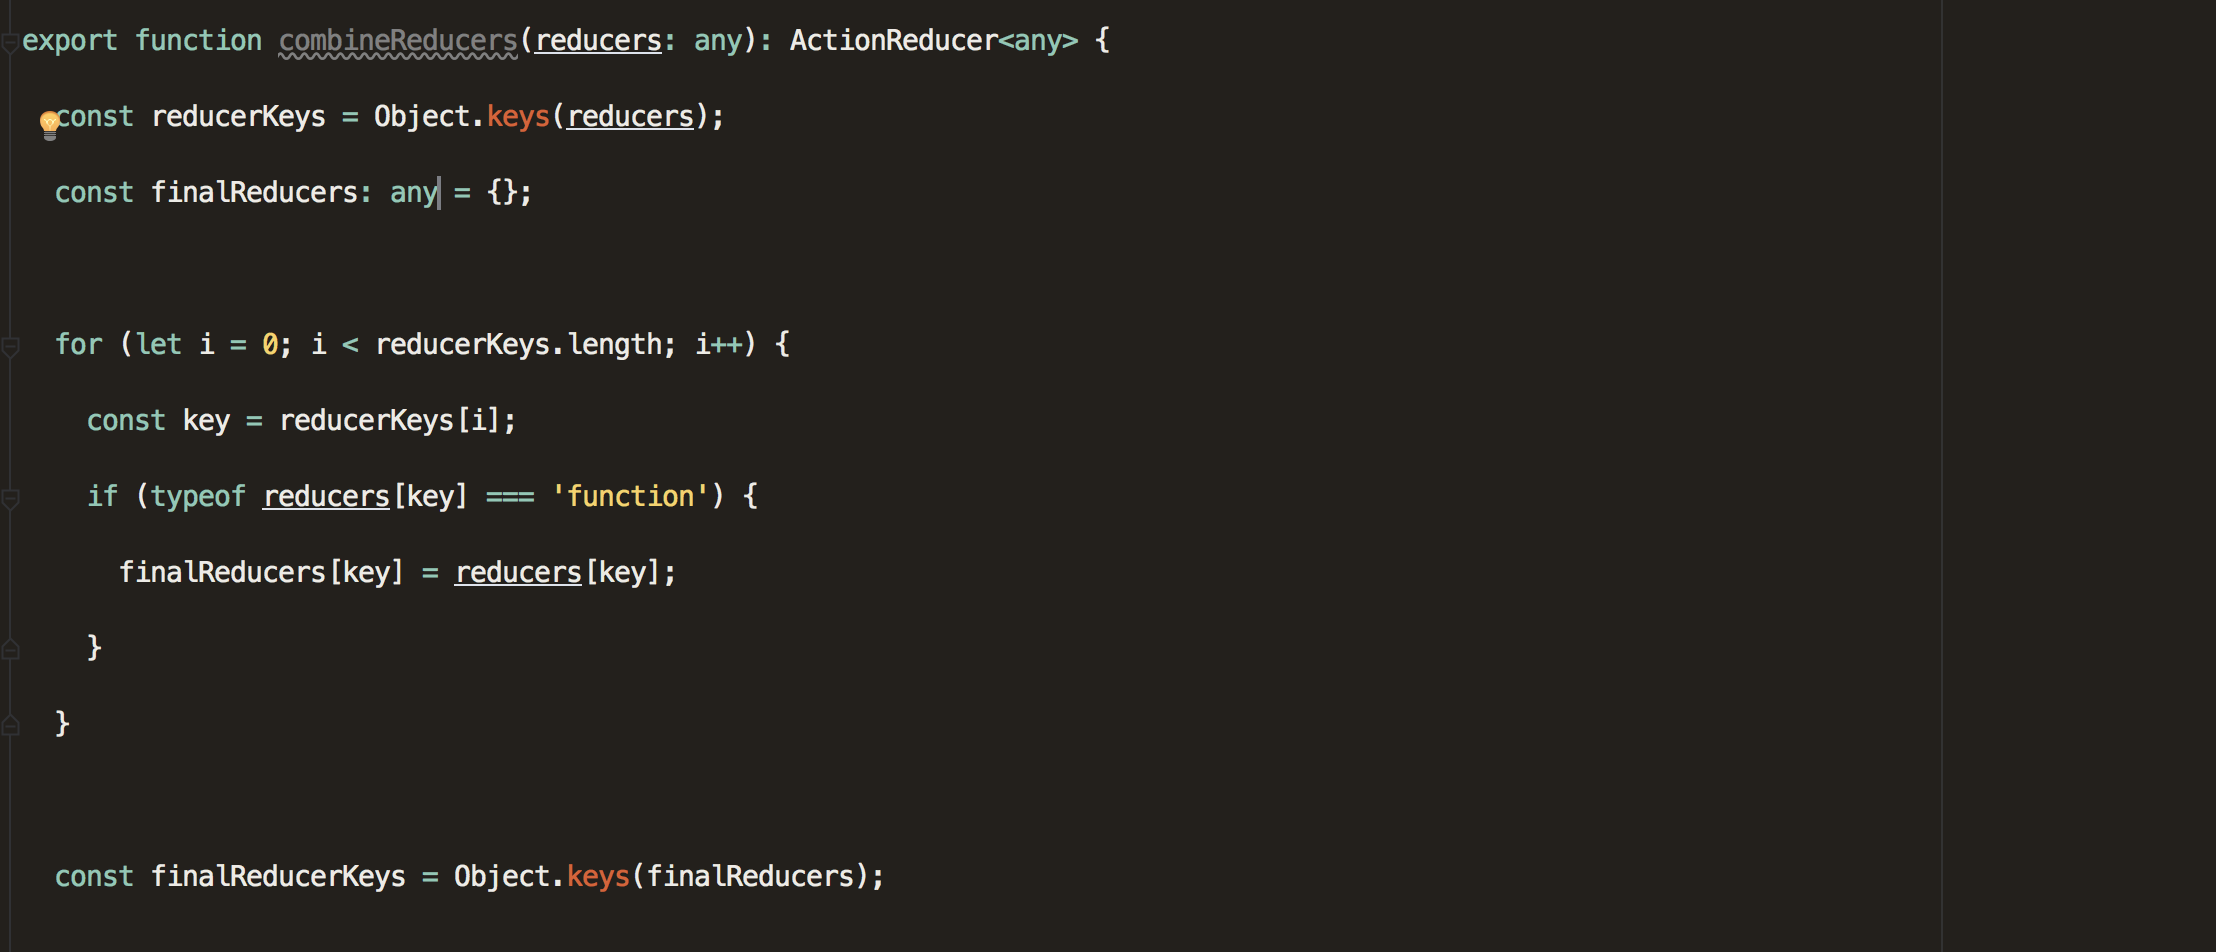 export function combineReducers(reducers: any): ActionReducer<any> {
const reducerKeys = Object.keys(reducers);
const finalReducers: any = {};
for (let i = 0; i < reducerKeys.length; i++) {
const key = reducerKeys[i];
if (typeof reducers[key] === 'function') {
finalReducers[key] = reducers[key];
}
}
const finalReducerKeys = Object.keys(finalReducers);